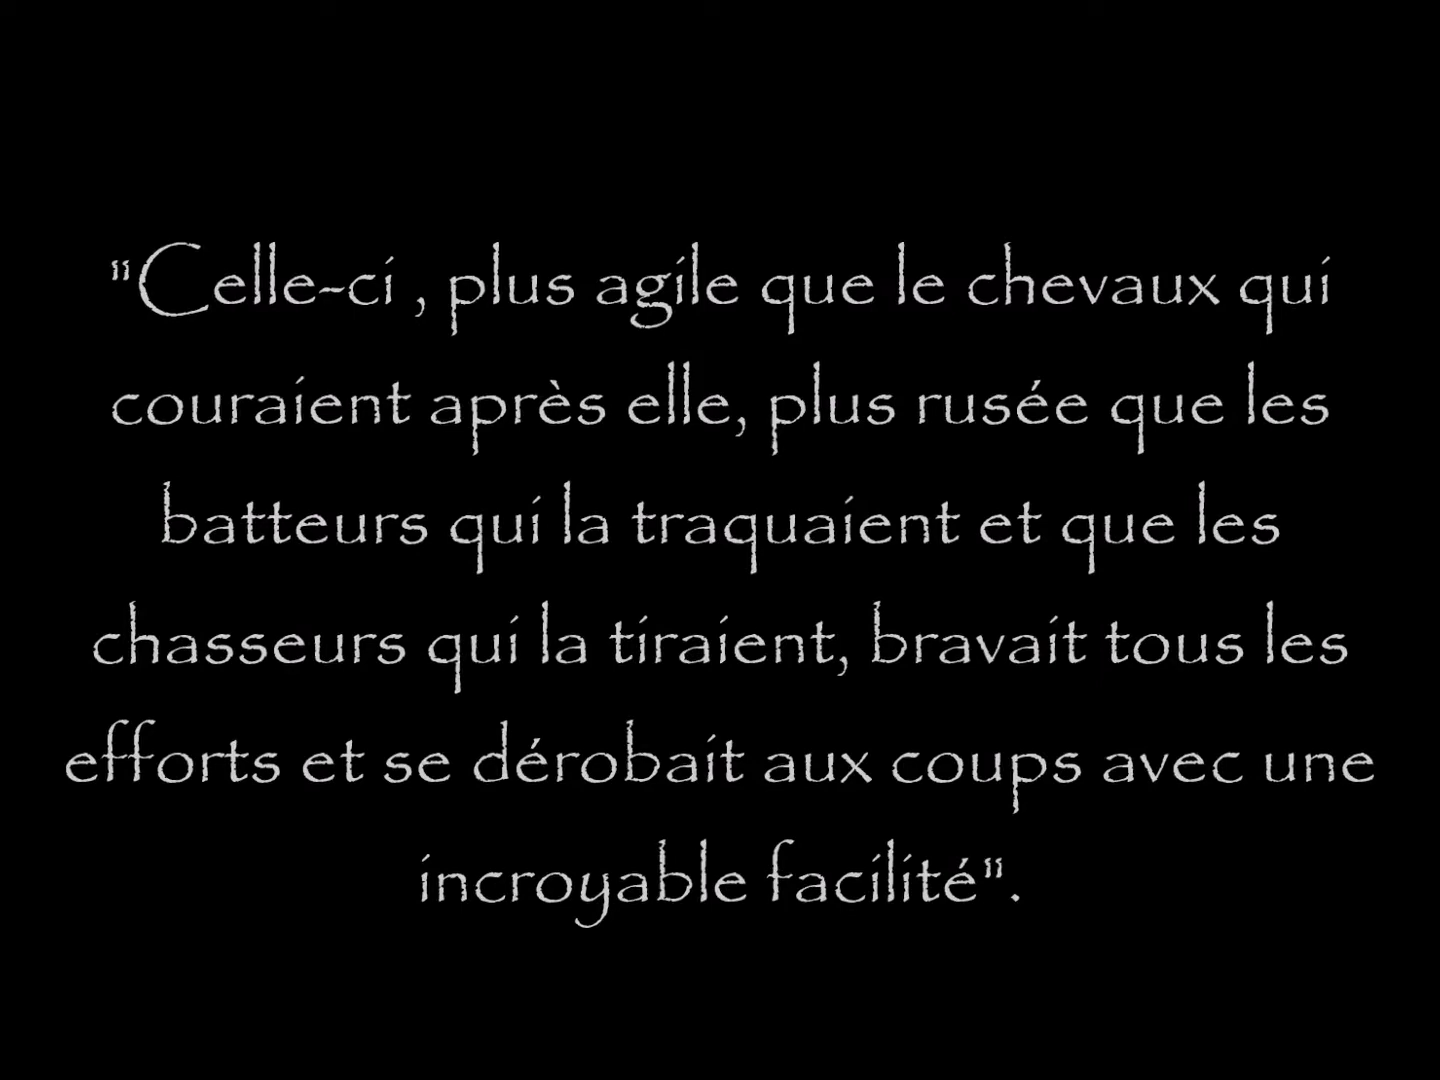 "Celle-ci , plus agile que le chevaux qui
couraient après elle, plus rusée que les
batteurs qui la traquaient et que les
chasseurs qui la tiraient, bravait tous les
efforts et se dérobait aux coups avec une
incroyable facilité".